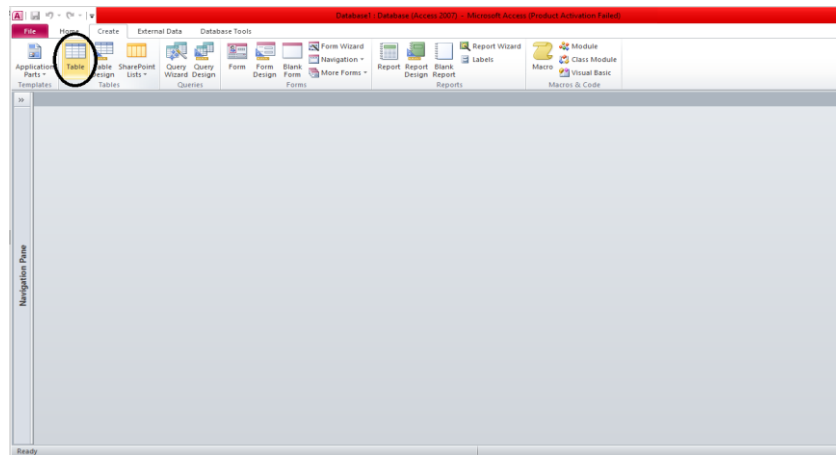 Database1 : Database (Access 2007) - Microsoft Access (Product Activation Failed)
File Home Create External Data Database Tools
Application Parts
Table
Table Design
SharePoint Lists
Query Wizard
Query Design
Form
Form Design
Blank Form
Form Wizard
Navigation
More Forms
Report
Report Design
Blank Report
Report Wizard
Labels
Macro
Module
Class Module
Visual Basic
Templates Tables Queries Forms Reports Macros & Code
Navigation Pane
Ready